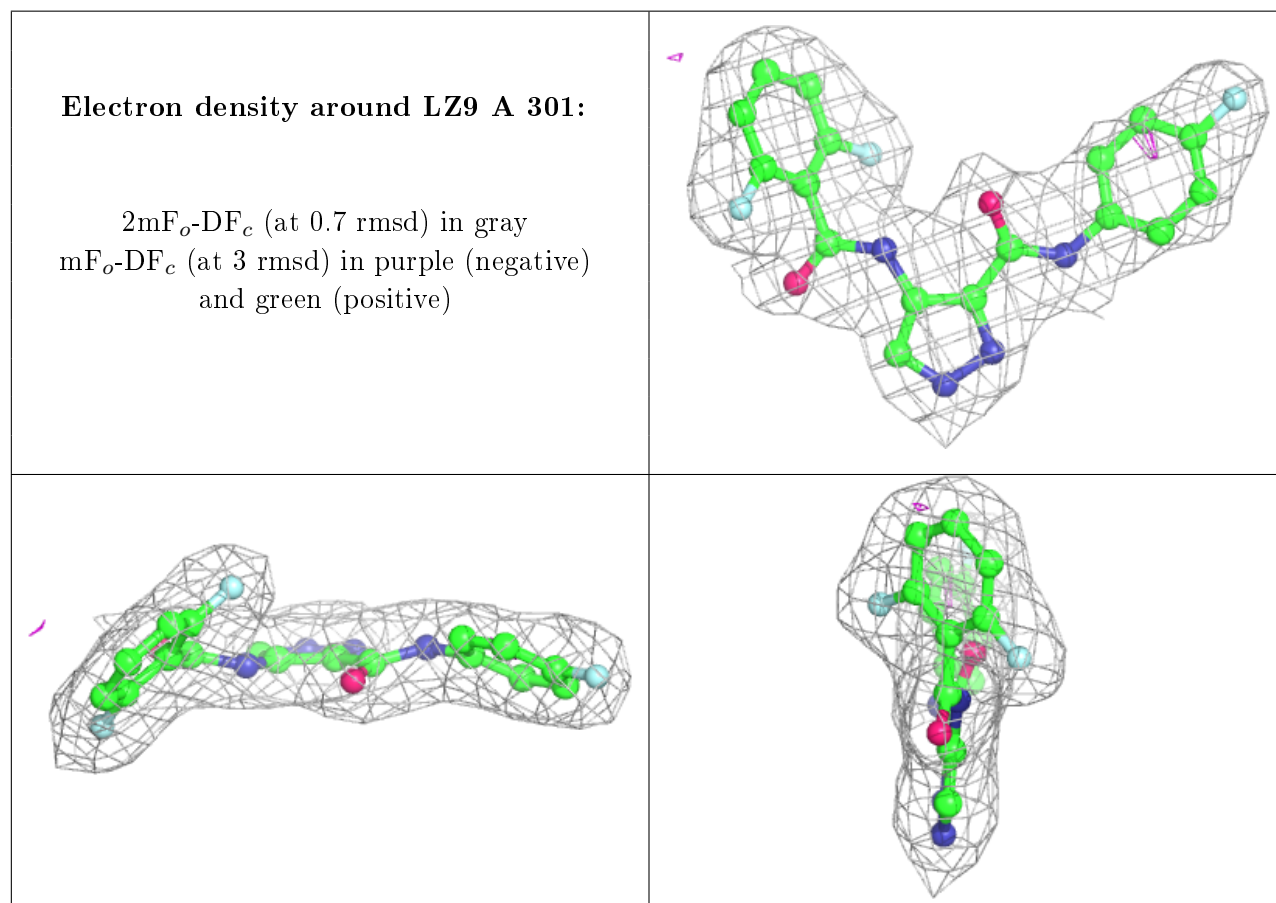 Electron density around LZ9 A 301:
2mFo-DFc (at 0.7 rmsd) in gray
mFo-DFc (at 3 rmsd) in purple (negative)
and green (positive)